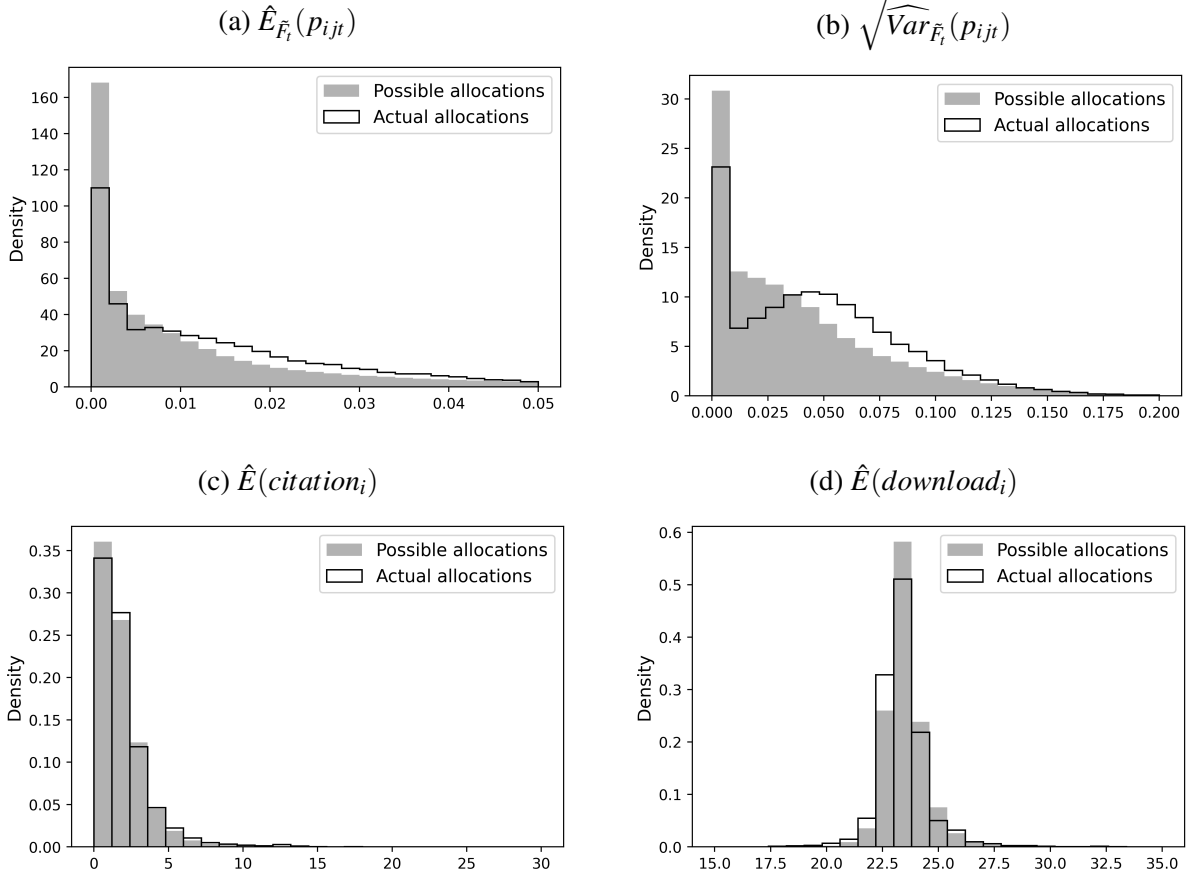 (a) Ê_F̃ₜ(p_ijt)
Possible allocations
Actual allocations
Density
160
140
120
100
80
60
40
20
0
0.00 0.01 0.02 0.03 0.04 0.05
(b) √V̂ar_F̃ₜ(p_ijt)
Possible allocations
Actual allocations
Density
30
25
20
15
10
5
0
0.000 0.025 0.050 0.075 0.100 0.125 0.150 0.175 0.200
(c) Ê(citationᵢ)
Possible allocations
Actual allocations
Density
0.35
0.30
0.25
0.20
0.15
0.10
0.05
0.00
0 5 10 15 20 25 30
(d) Ê(downloadᵢ)
Possible allocations
Actual allocations
Density
0.6
0.5
0.4
0.3
0.2
0.1
0.0
15.0 17.5 20.0 22.5 25.0 27.5 30.0 32.5 35.0